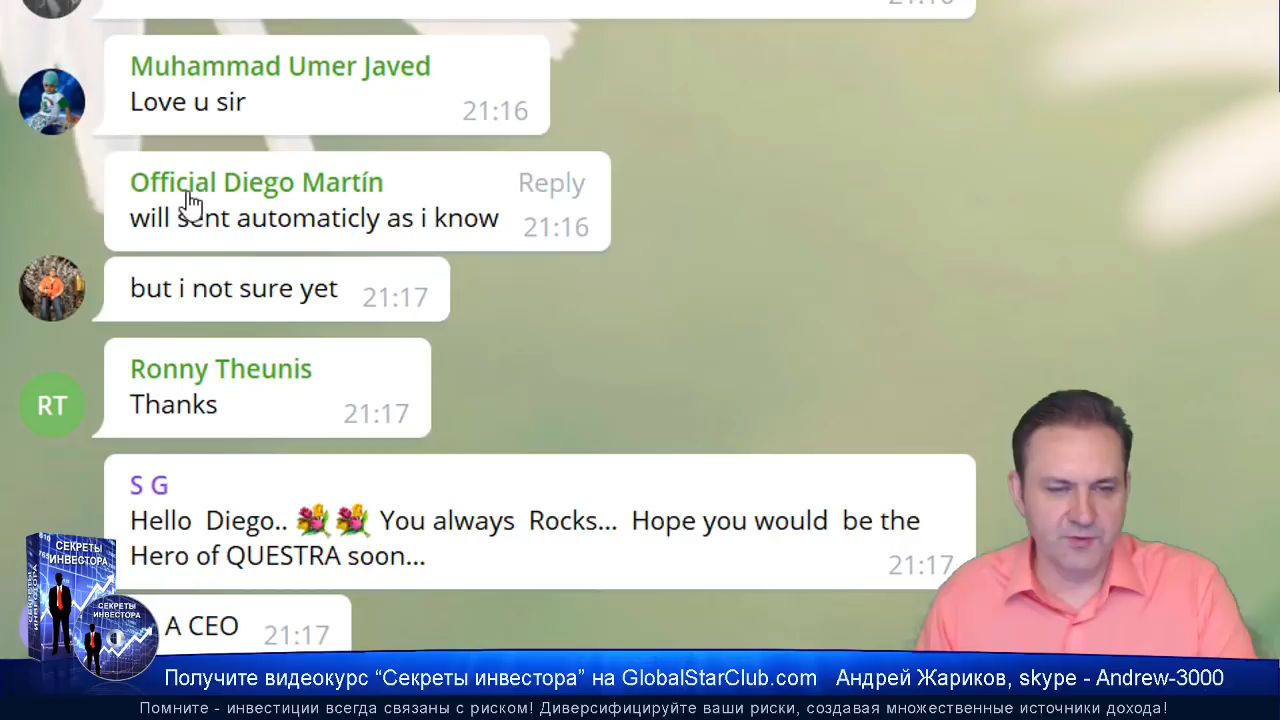 21:16
Muhammad Umer Javed
Love u sir
21:16
Official Diego Martín
Reply
will sent automaticly as i know
21:16
but i not sure yet
21:17
Ronny Theunis
RT
Thanks
21:17
S G
Hello Diego.. You always Rocks... Hope you would be the
Hero of QUESTRA soon...
21:17
A CEO
21:17
СЕКРЕТЫ
ИНВЕСТОРА
СЕКРЕТЫ
ИНВЕСТОРА
СЕКРЕТЫ
ИНВЕСТОРА
Получите видеокурс “Секреты инвестора” на GlobalStarClub.com Андрей Жариков, skype - Andrew-3000
Помните - инвестиции всегда связаны с риском! Диверсифицируйте ваши риски, создавая множественные источники дохода!